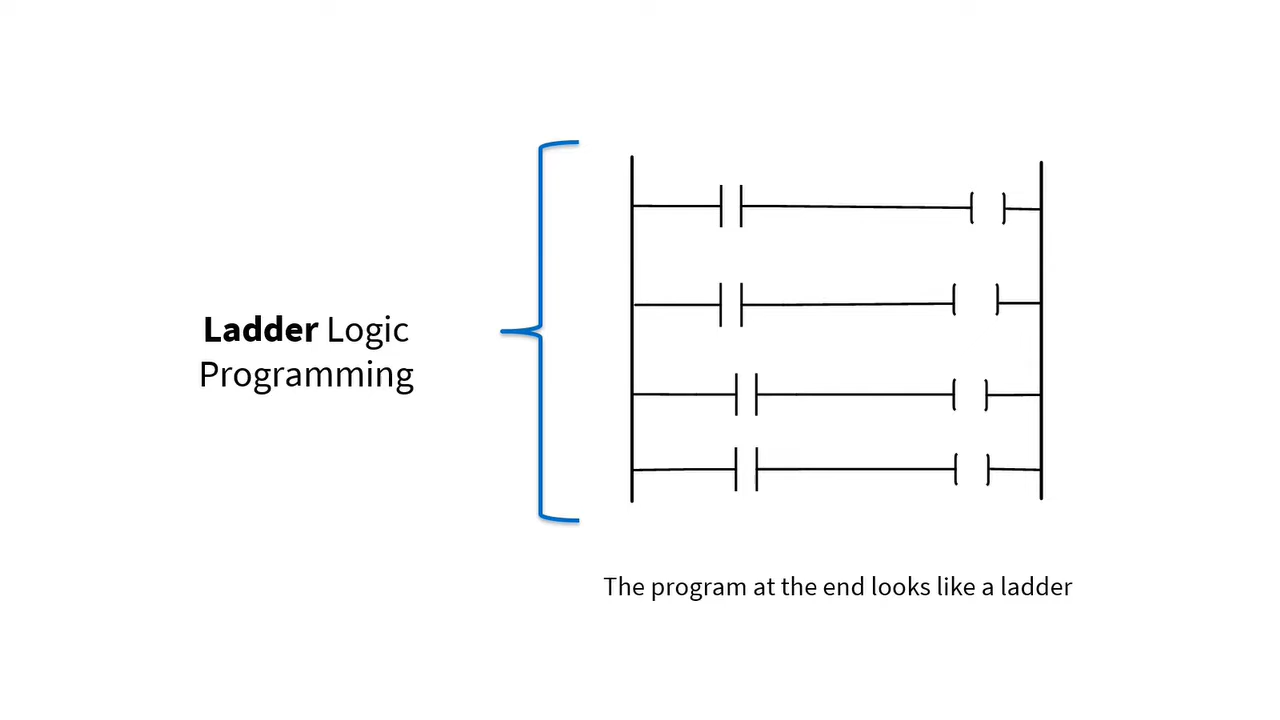 Ladder Logic
Programming
The program at the end looks like a ladder